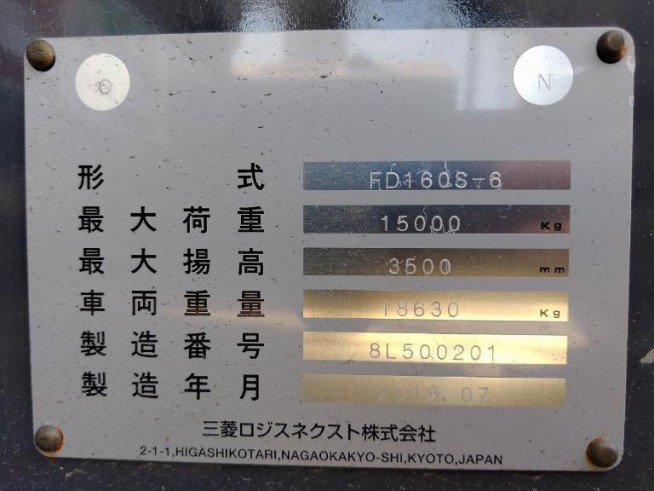 C N
形式 FD160S-6
最大荷重 15000 Kg
最大揚高 3500 mm
車両重量 18630 Kg
製造番号 8L500201
製造年月 2018.07
三菱ロジスネクスト株式会社
2-1-1,HIGASHIKOTARI,NAGAOKAKYO-SHI,KYOTO,JAPAN